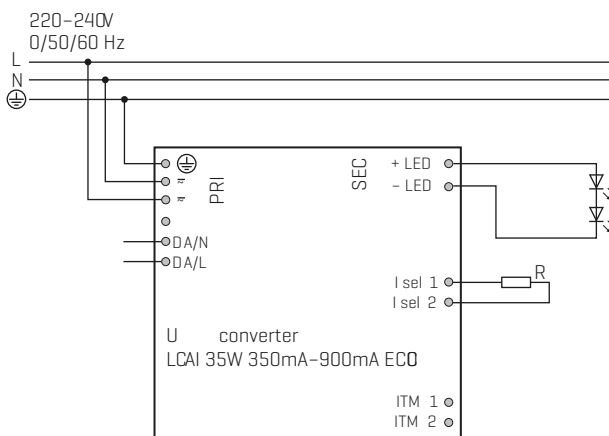 220–240V
0/50/60 Hz
L
N
PRI
SEC
+ LED
– LED
DA/N
DA/L
I sel 1
I sel 2
R
U converter
LCAI 35W 350mA–900mA ECO
ITM 1
ITM 2